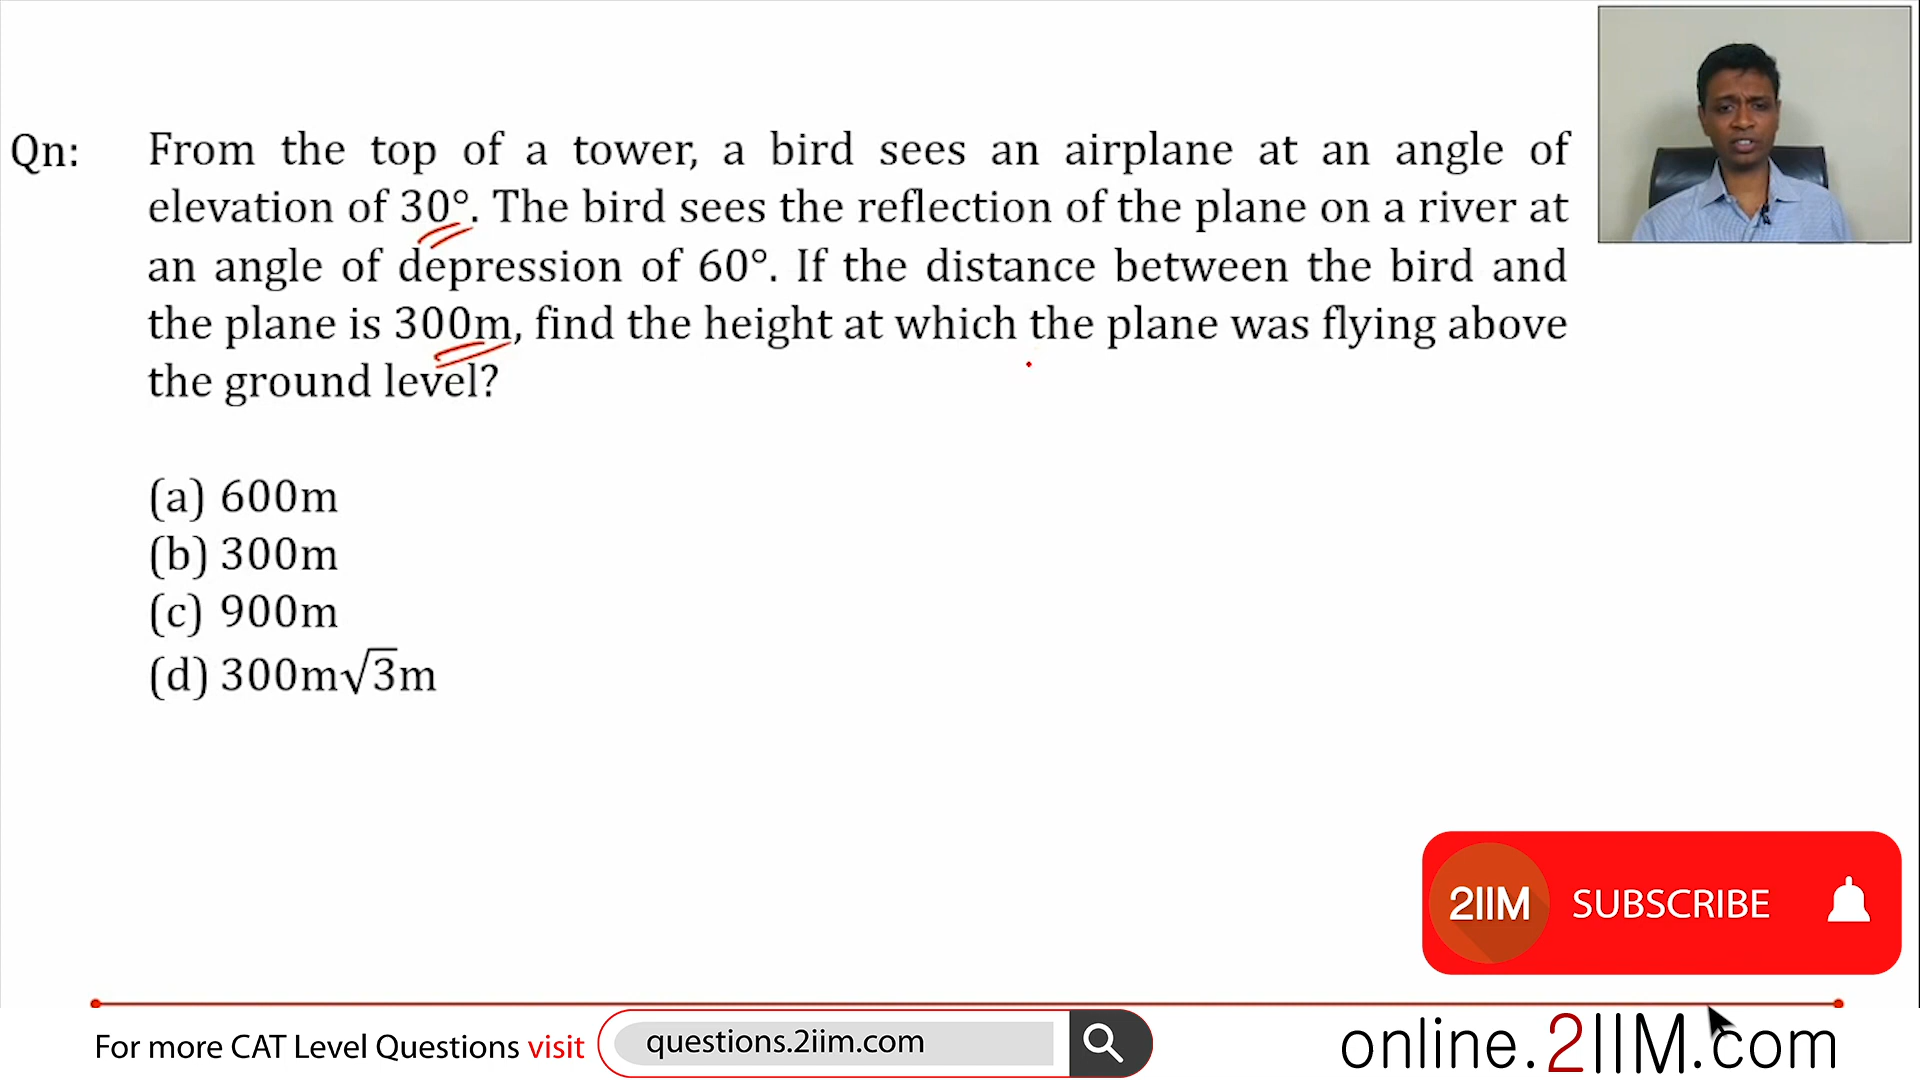 Qn: From the top of a tower, a bird sees an airplane at an angle of
elevation of 30°. The bird sees the reflection of the plane on a river at
an angle of depression of 60°. If the distance between the bird and
the plane is 300m, find the height at which the plane was flying above
the ground level?
(a) 600m
(b) 300m
(c) 900m
(d) 300m√3m
2IIM SUBSCRIBE
For more CAT Level Questions visit questions.2iim.com
online.2IIM.com